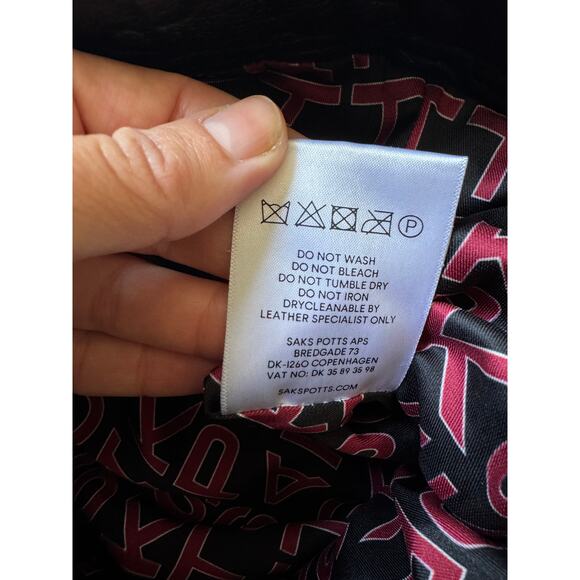 P
DO NOT WASH
DO NOT BLEACH
DO NOT TUMBLE DRY
DO NOT IRON
DRYCLEANABLE BY
LEATHER SPECIALIST ONLY
SAKS POTTS APS
BREDGADE 73
DK-1260 COPENHAGEN
VAT NO: DK 35 89 35 98
SAKSPOTTS.COM